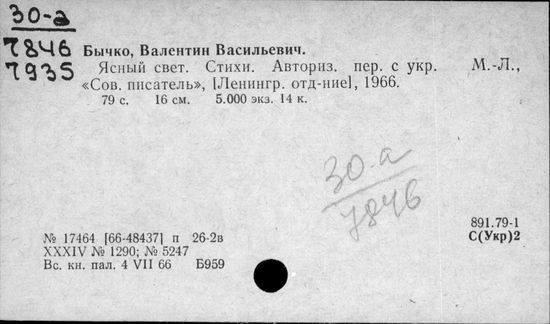 30-а
7846
7935
Бычко, Валентин Васильевич.
Ясный свет. Стихи. Авториз. пер. с укр. М.-Л.,
«Сов. писатель», [Ленингр. отд-ние], 1966.
79 с. 16 см. 5.000 экз. 14 к.
30-а
7846
891.79-1
С(Укр)2
№ 17464 [66-48437] п 26-2в
XXXIV № 1290; № 5247
Вс. кн. пал. 4 VII 66 Б959